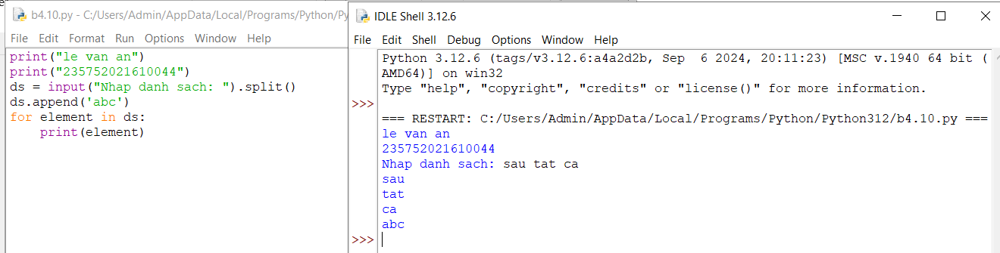 b4.10.py - C:/Users/Admin/AppData/Local/Programs/Python/Py
File Edit Format Run Options Window Help
print("le van an")
print("235752021610044")
ds = input("Nhap danh sach: ").split()
ds.append('abc')
for element in ds:
    print(element)
IDLE Shell 3.12.6
File Edit Shell Debug Options Window Help
Python 3.12.6 (tags/v3.12.6:a4a2d2b, Sep  6 2024, 20:11:23) [MSC v.1940 64 bit (
AMD64)] on win32
Type "help", "copyright", "credits" or "license()" for more information.
>>>
=== RESTART: C:/Users/Admin/AppData/Local/Programs/Python/Python312/b4.10.py ===
le van an
235752021610044
Nhap danh sach: sau tat ca
sau
tat
ca
abc
>>>